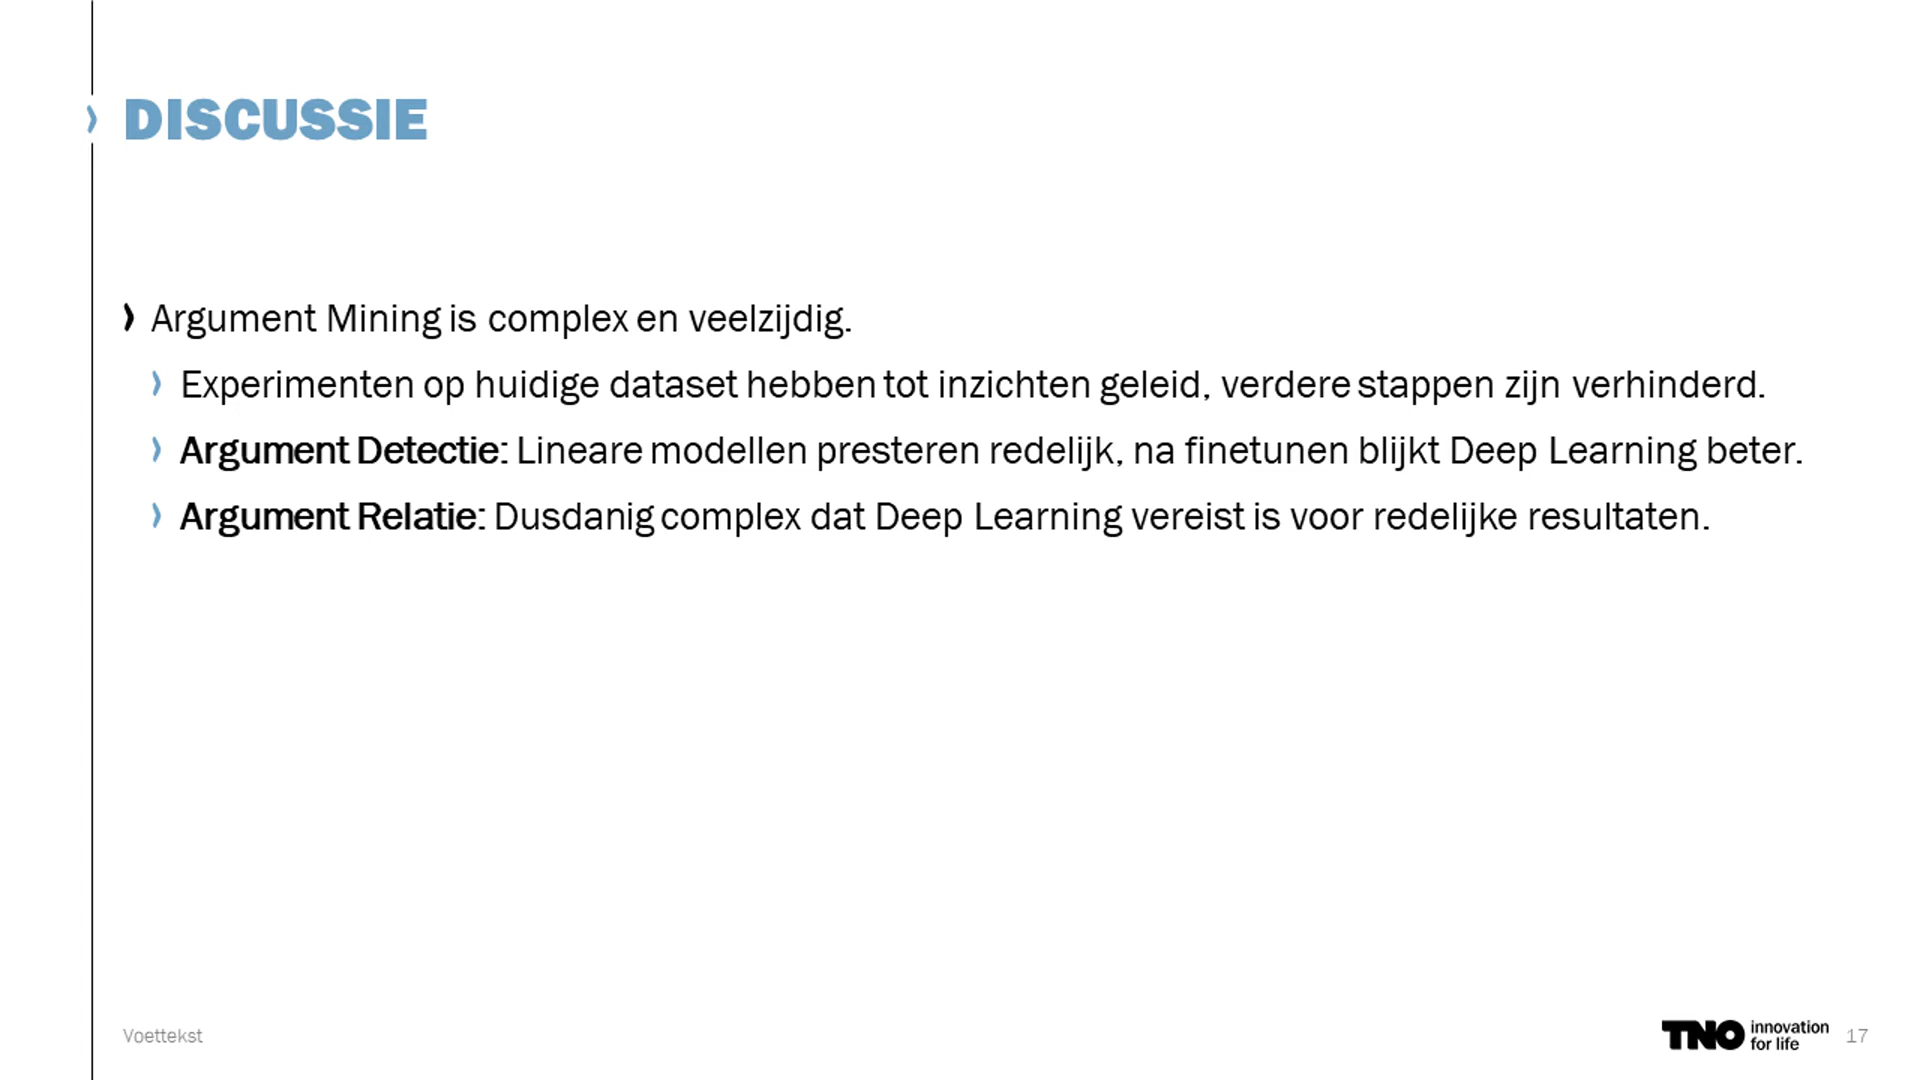 DISCUSSIE
Argument Mining is complex en veelzijdig.
Experimenten op huidige dataset hebben tot inzichten geleid, verdere stappen zijn verhinderd.
Argument Detectie: Lineare modellen presteren redelijk, na finetunen blijkt Deep Learning beter.
Argument Relatie: Dusdanig complex dat Deep Learning vereist is voor redelijke resultaten.
Voettekst
TNO innovation
for life
17